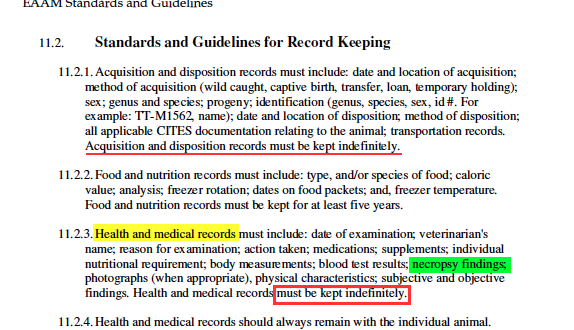 EAAM Standards and Guidelines
11.2. Standards and Guidelines for Record Keeping
11.2.1. Acquisition and disposition records must include: date and location of acquisition;
method of acquisition (wild caught, captive birth, transfer, loan, temporary holding);
sex; genus and species; progeny; identification (genus, species, sex, id#. For
example: TT-M1562, name); date and location of disposition; method of disposition;
all applicable CITES documentation relating to the animal; transportation records.
Acquisition and disposition records must be kept indefinitely.
11.2.2. Food and nutrition records must include: type, and/or species of food; caloric
value; analysis; freezer rotation; dates on food packets; and, freezer temperature.
Food and nutrition records must be kept for at least five years.
11.2.3. Health and medical records must include: date of examination; veterinarian's
name; reason for examination; action taken; medications; supplements; individual
nutritional requirement; body measurements; blood test results; necropsy findings;
photographs (when appropriate), physical characteristics; subjective and objective
findings. Health and medical records must be kept indefinitely.
11.2.4. Health and medical records should always remain with the individual animal.